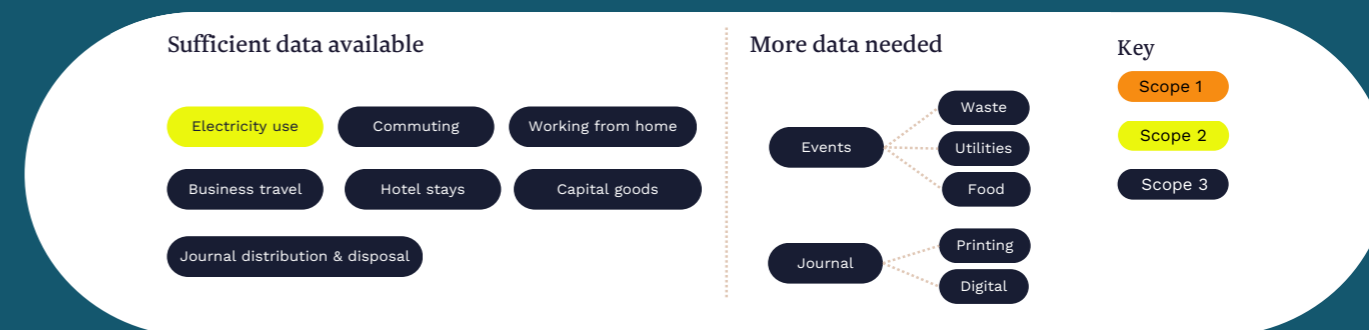 Sufficient data available
Electricity use
Commuting
Working from home
Business travel
Hotel stays
Capital goods
Journal distribution & disposal
More data needed
Events
Waste
Utilities
Food
Journal
Printing
Digital
Key
Scope 1
Scope 2
Scope 3